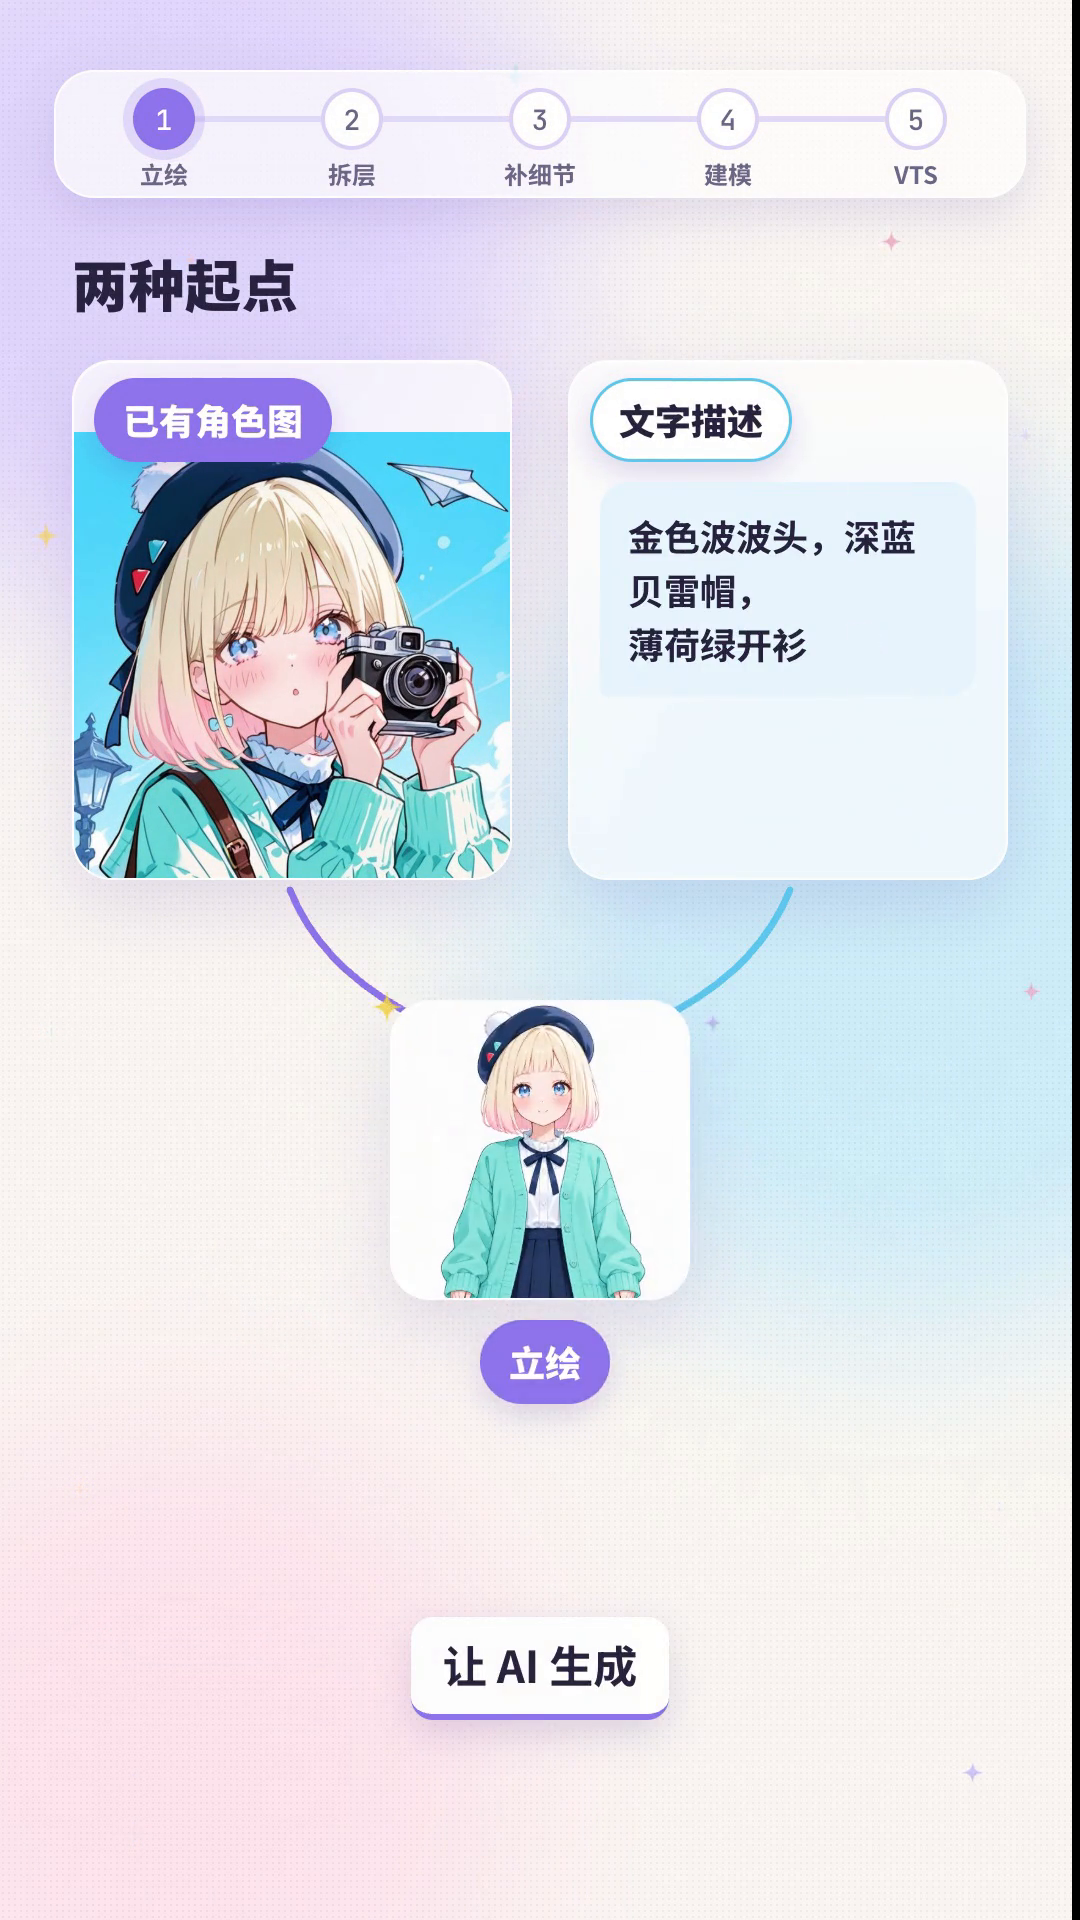 1
2
3
4
5
立绘
拆层
补细节
建模
VTS
两种起点
已有角色图
文字描述
金色波波头，深蓝
贝雷帽，
薄荷绿开衫
立绘
让 AI 生成